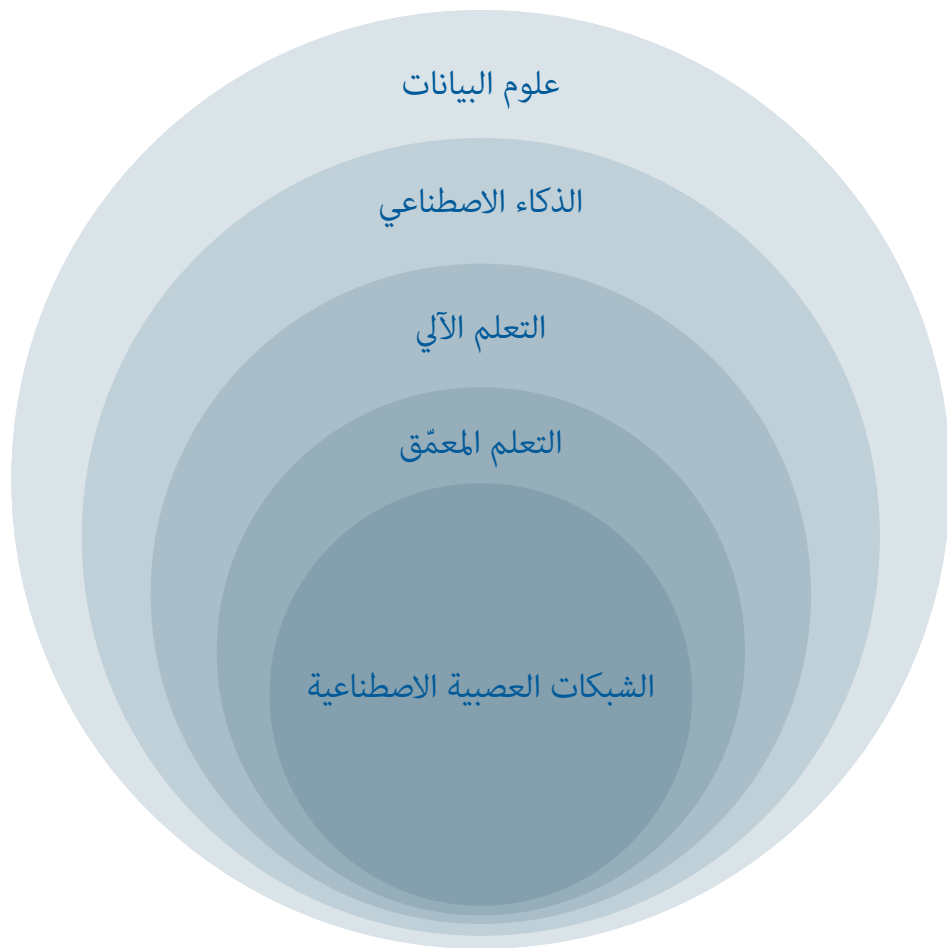 علوم البيانات
الذكاء الاصطناعي
التعلم الآلي
التعلم المعمّق
الشبكات العصبية الاصطناعية